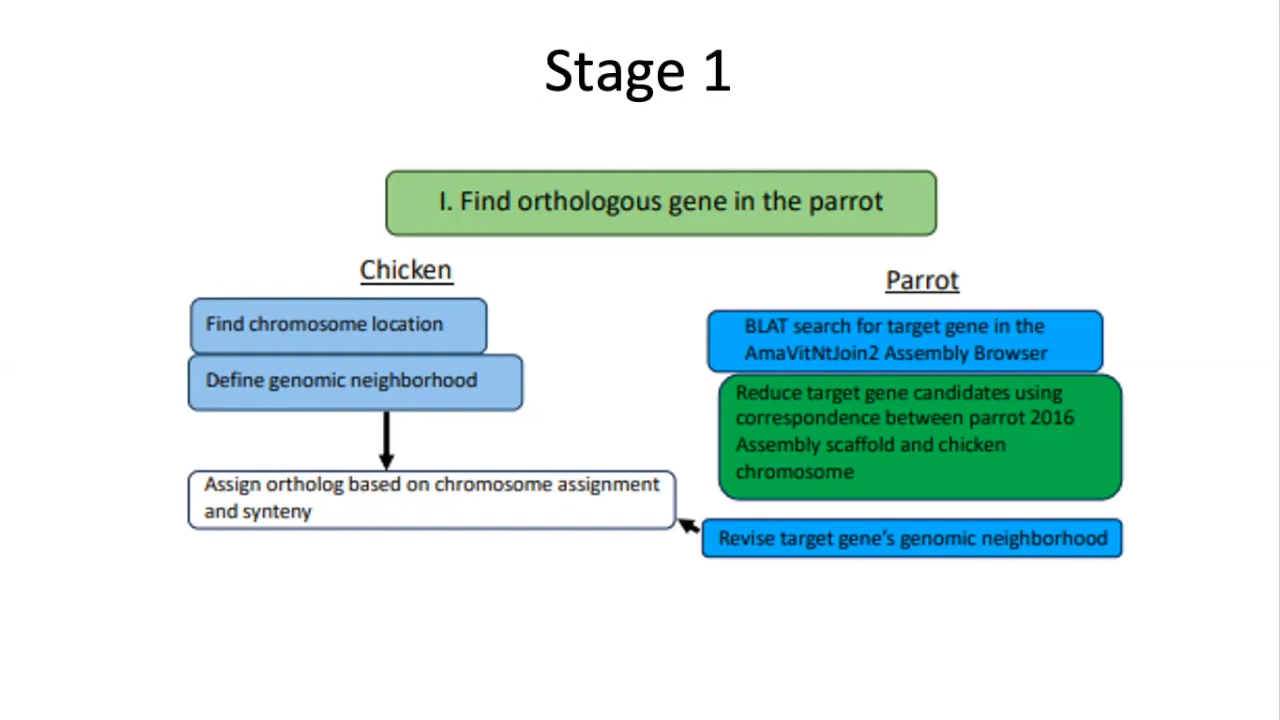 Stage 1
I. Find orthologous gene in the parrot
Chicken
Find chromosome location
Define genomic neighborhood
Assign ortholog based on chromosome assignment
and synteny
Parrot
BLAT search for target gene in the
AmaVitNtJoin2 Assembly Browser
Reduce target gene candidates using
correspondence between parrot 2016
Assembly scaffold and chicken
chromosome
Revise target gene’s genomic neighborhood